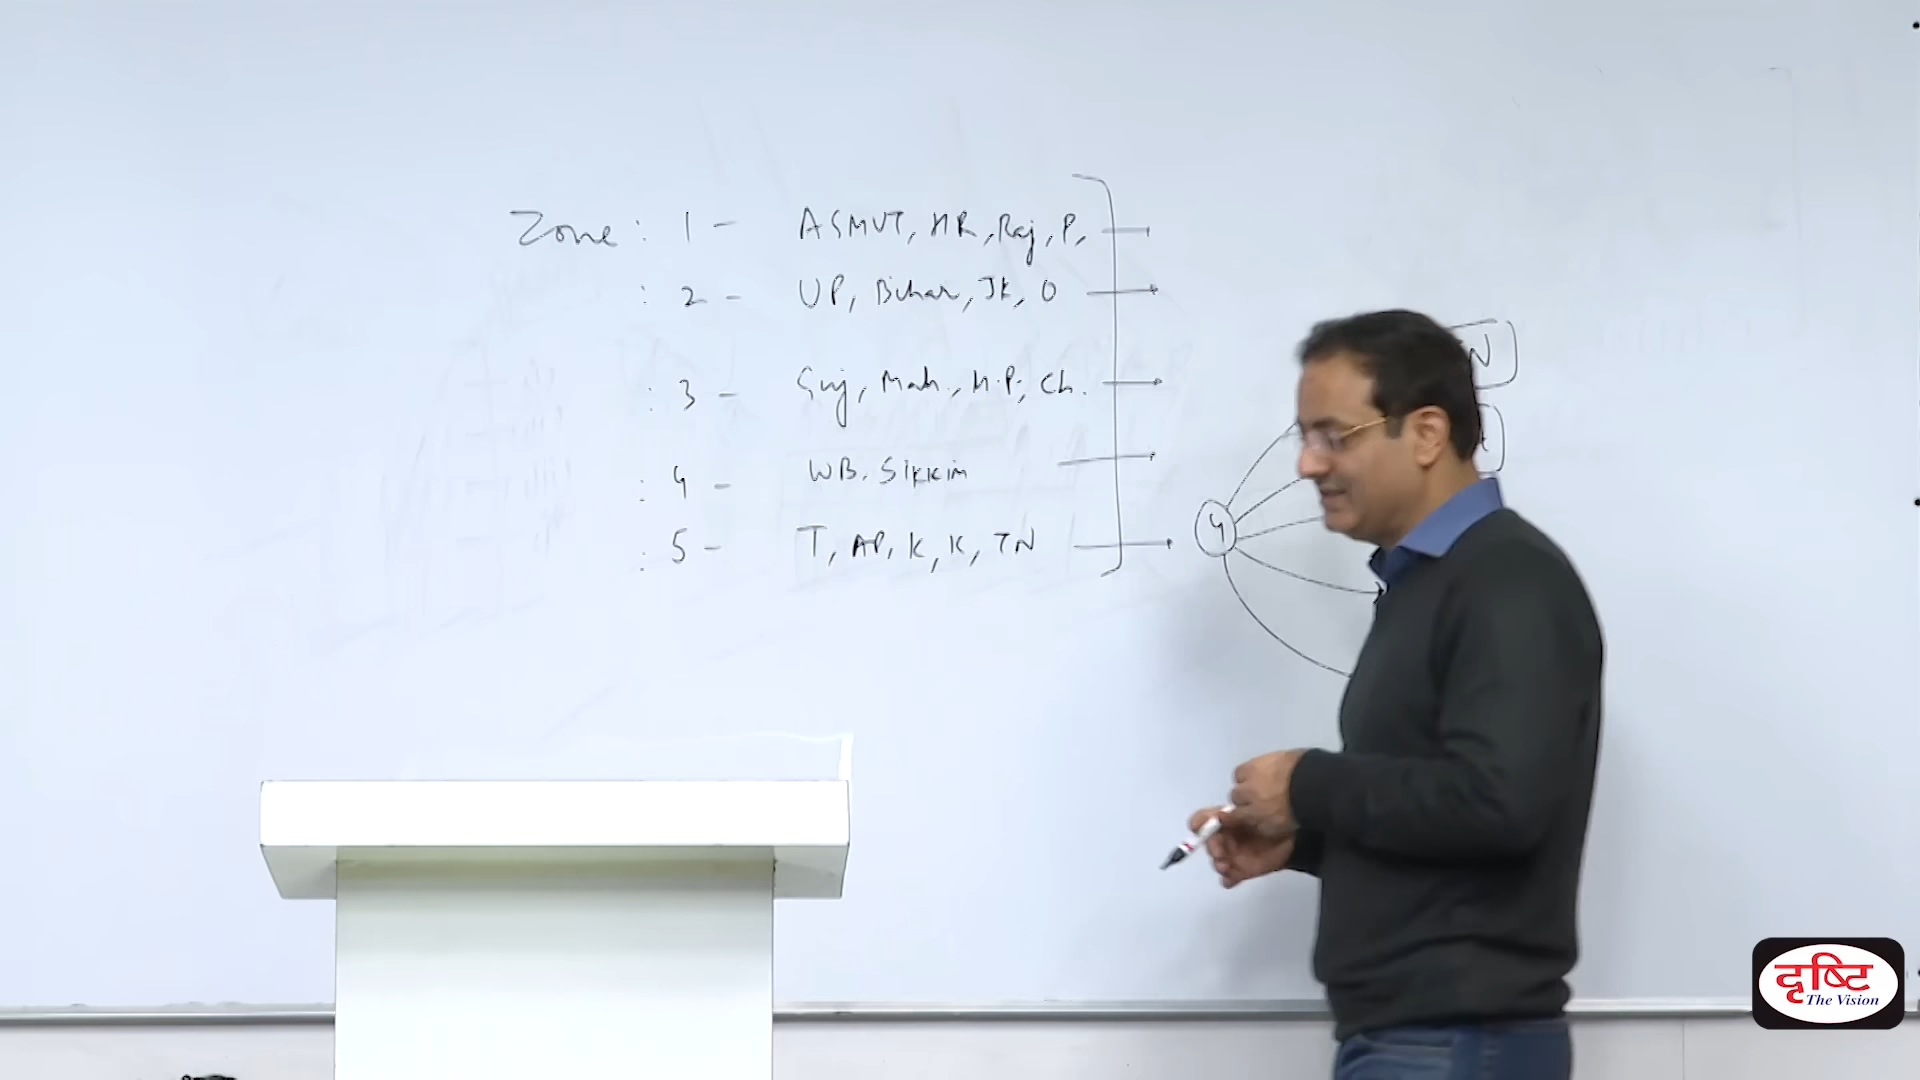 Zone : 1 - ASMUT, HR, Raj, P,
: 2 - UP, Bihar, JK, O
: 3 - Guj, Mah., M.P., Ch.
: 4 - WB, Sikkim
: 5 - T, AP, K, K, TN
N
4
दृष्टि
The Vision